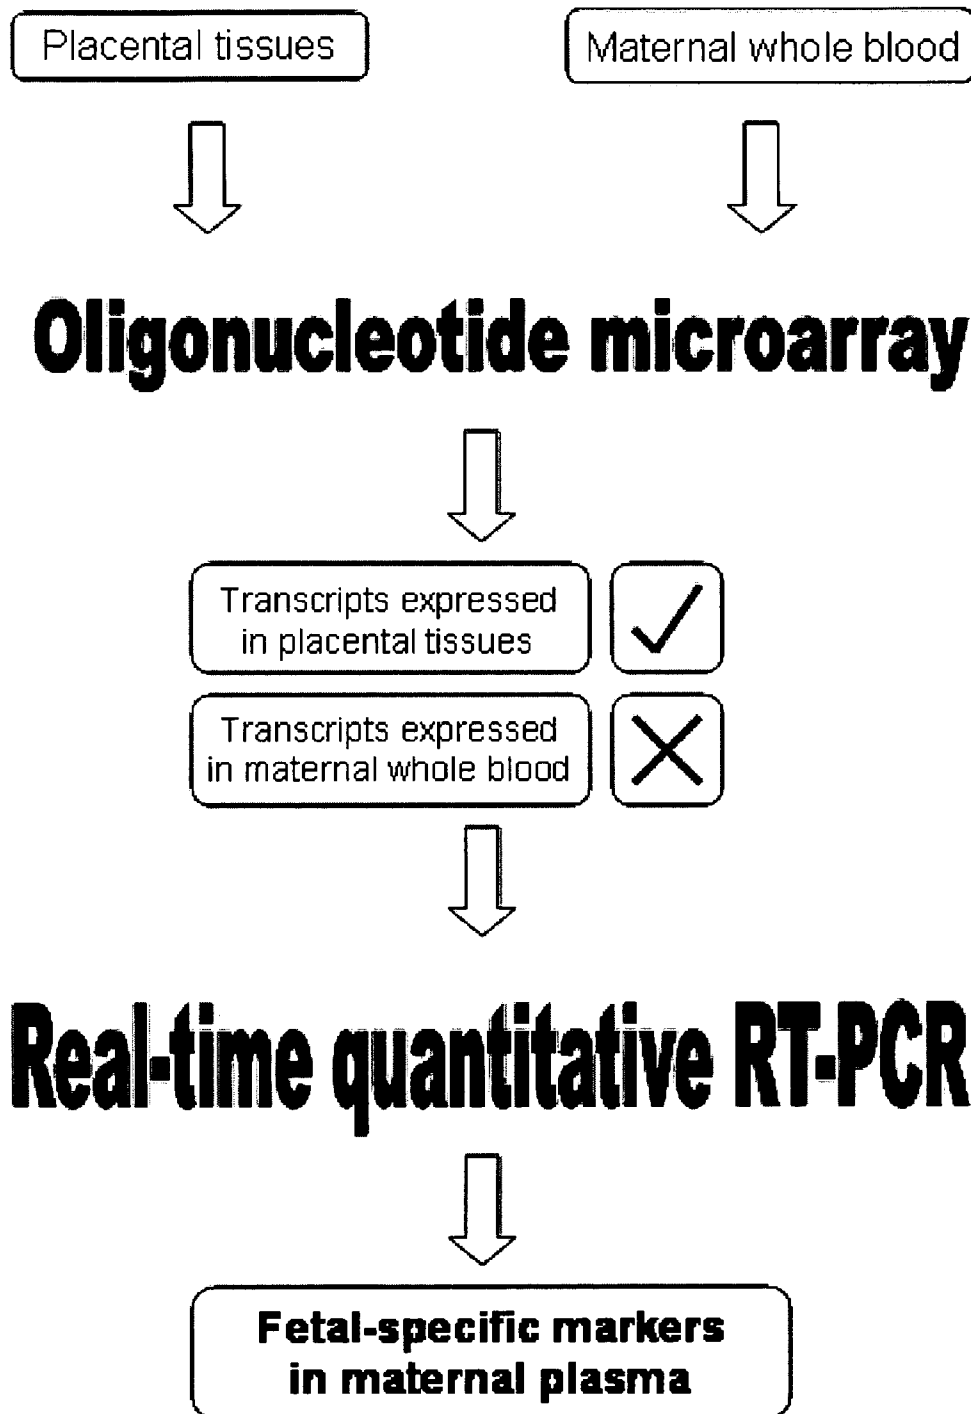 Placental tissues
Maternal whole blood
Oligonucleotide microarray
Transcripts expressed
in placental tissues
Transcripts expressed
in maternal whole blood
Real-time quantitative RT-PCR
Fetal-specific markers
in maternal plasma